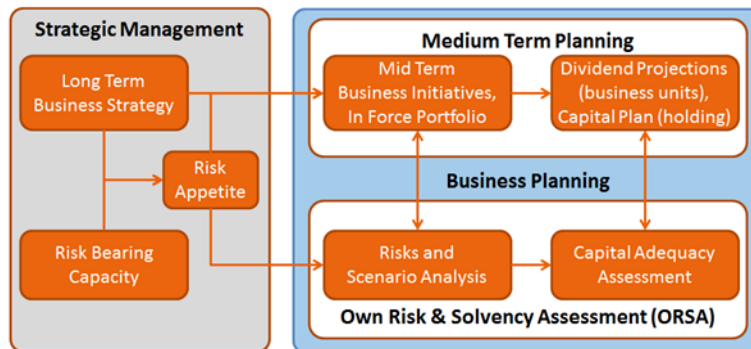 Strategic Management
Long Term
Business Strategy
Risk
Appetite
Risk Bearing
Capacity
Medium Term Planning
Mid Term
Business Initiatives,
In Force Portfolio
Dividend Projections
(business units),
Capital Plan (holding)
Business Planning
Risks and
Scenario Analysis
Capital Adequacy
Assessment
Own Risk & Solvency Assessment (ORSA)